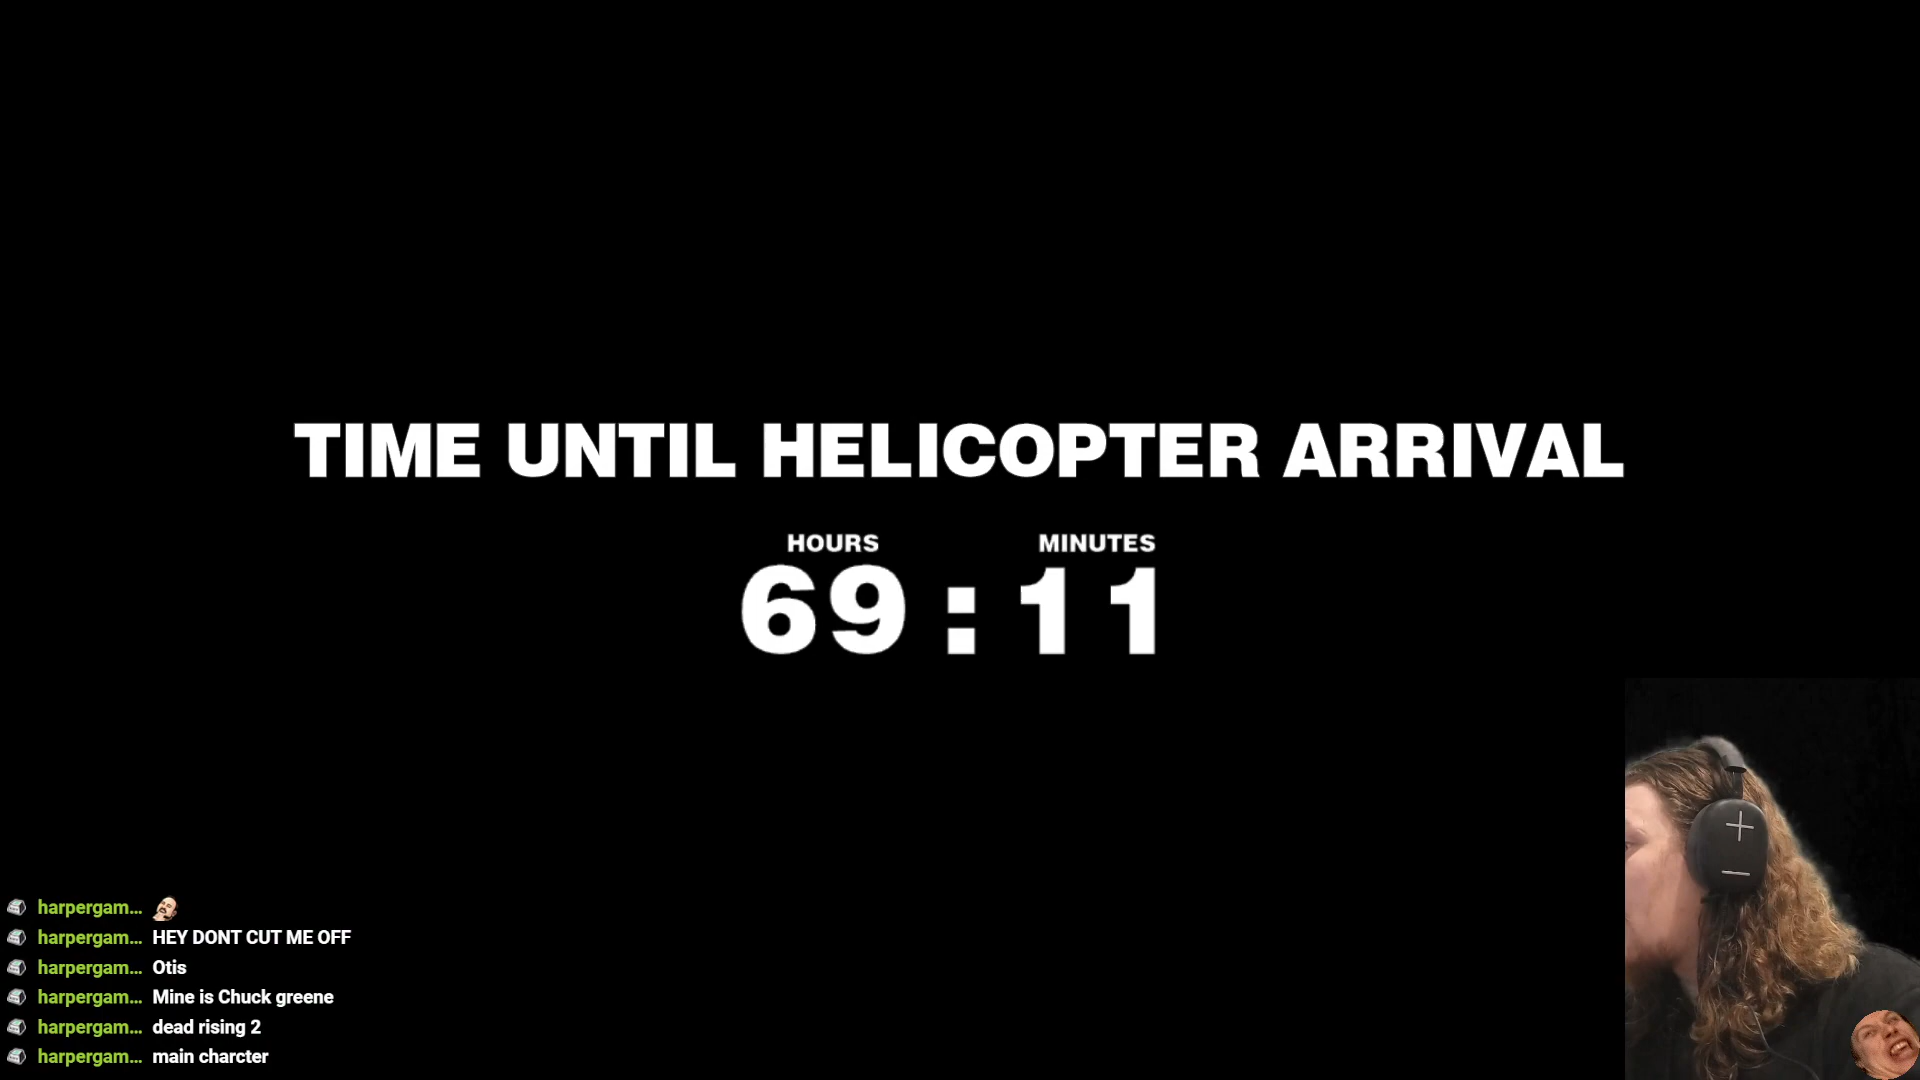 TIME UNTIL HELICOPTER ARRIVAL
HOURS MINUTES
69 : 11
harpergam...
harpergam... HEY DONT CUT ME OFF
harpergam... Otis
harpergam... Mine is Chuck greene
harpergam... dead rising 2
harpergam... main charcter